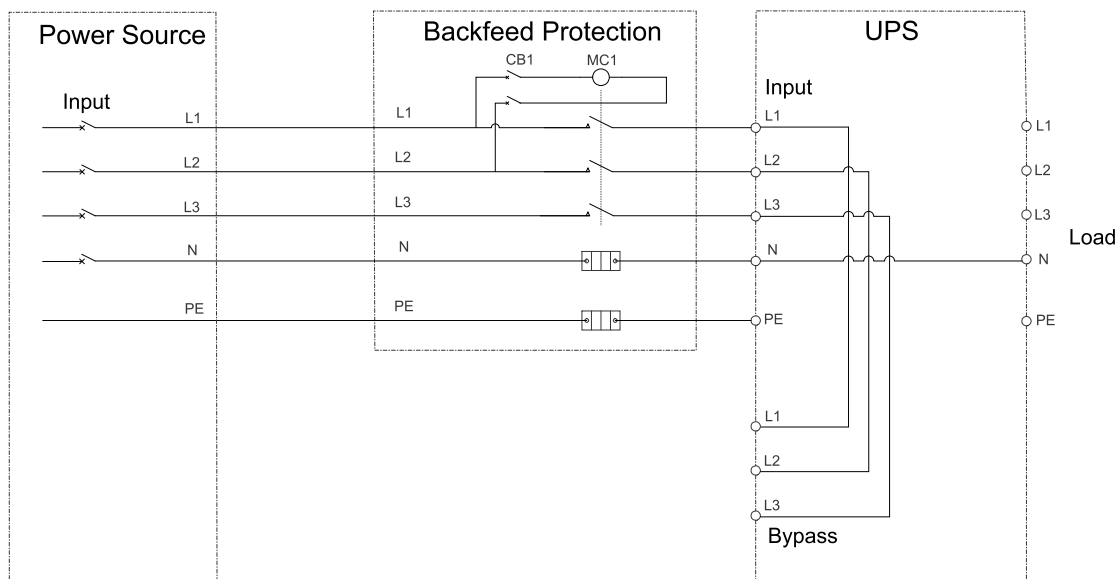 Power Source
Backfeed Protection
UPS
CB1
MC1
Input
Input
L1
L1
L1
L1
L2
L2
L2
L2
L3
L3
L3
L3
Load
N
N
N
N
PE
PE
PE
PE
L1
L2
L3
Bypass